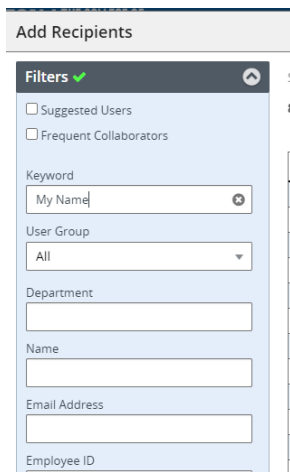 Add Recipients
Filters
Suggested Users
Frequent Collaborators
Keyword
My Name
User Group
All
Department
Name
Email Address
Employee ID